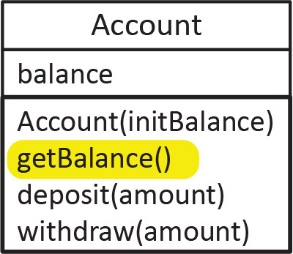 Account
balance
Account(initBalance)
getBalance()
deposit(amount)
withdraw(amount)